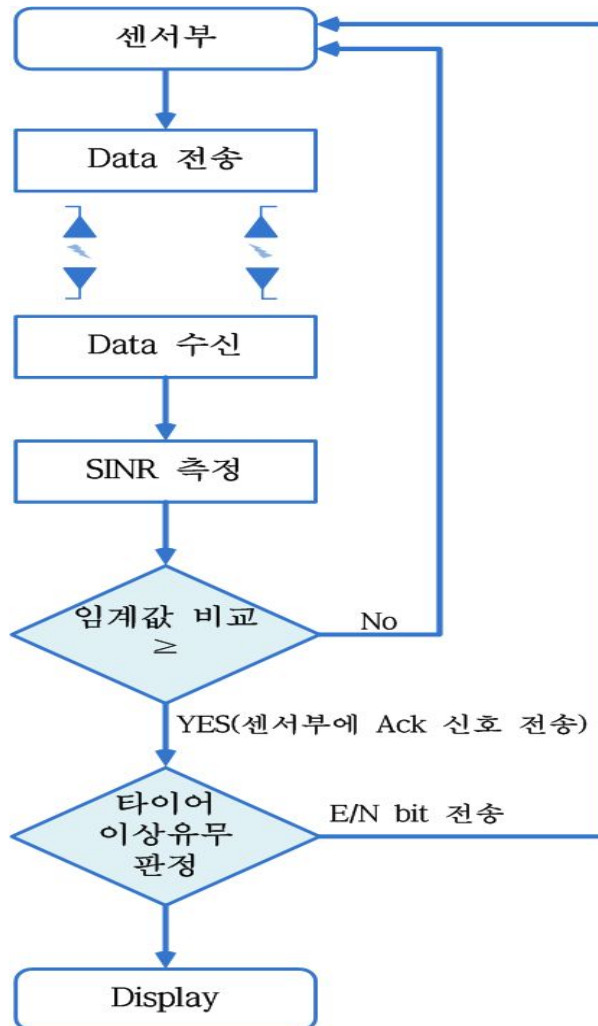 센서부
Data 전송
Data 수신
SINR 측정
임계값 비교
≥
No
YES(센서부에 Ack 신호 전송)
타이어
이상유무
판정
E/N bit 전송
Display